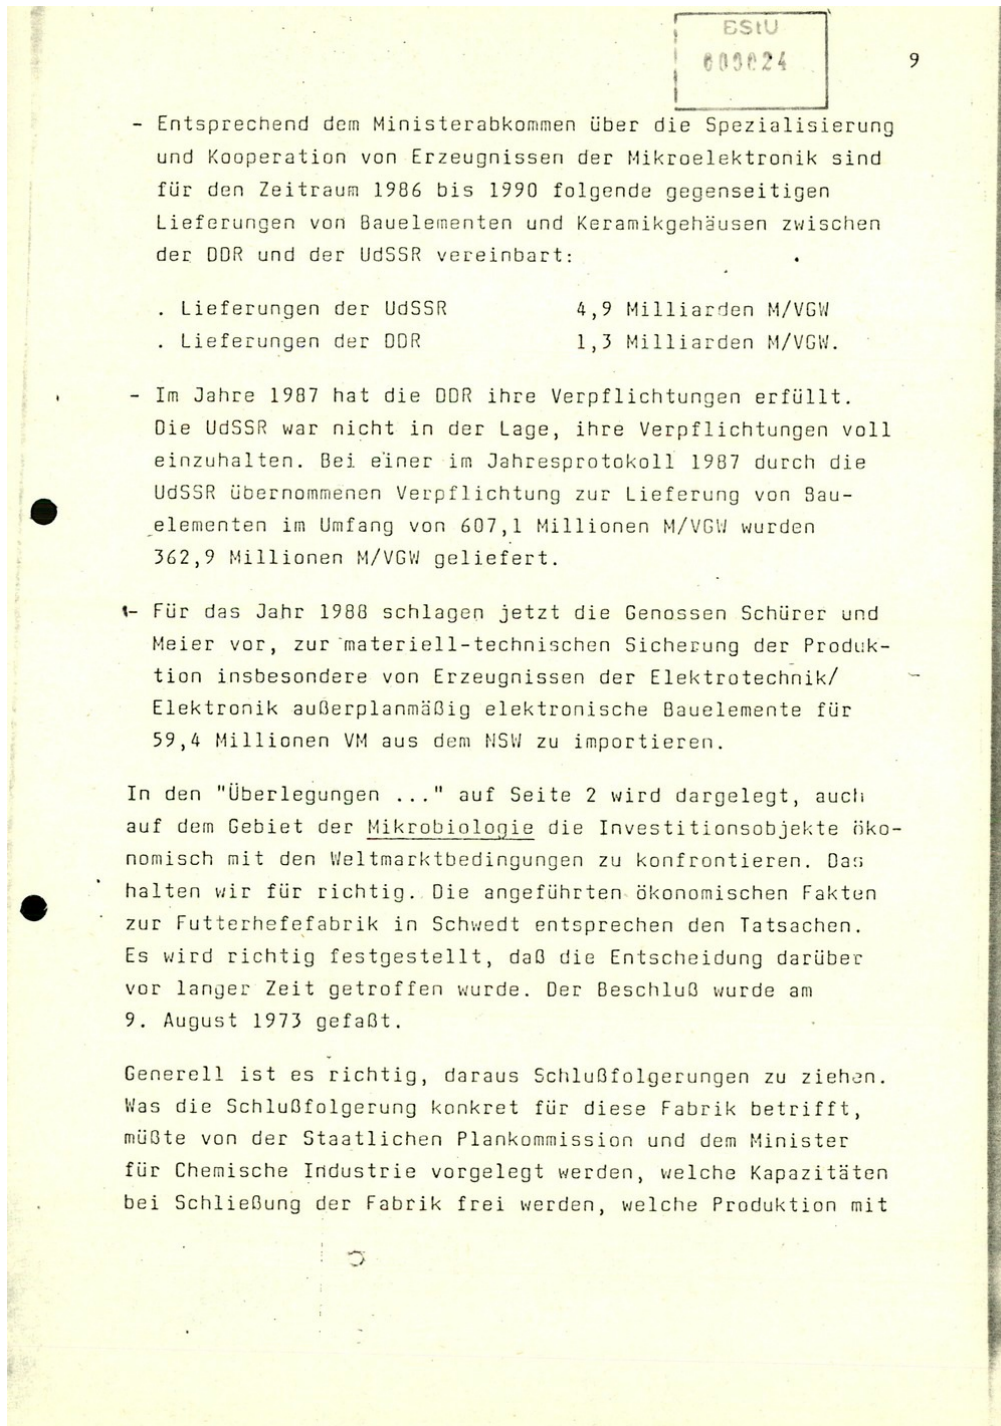 BStU
000024
9
- Entsprechend dem Ministerabkommen über die Spezialisierung
und Kooperation von Erzeugnissen der Mikroelektronik sind
für den Zeitraum 1986 bis 1990 folgende gegenseitigen
Lieferungen von Bauelementen und Keramikgehäusen zwischen
der DDR und der UdSSR vereinbart:
. Lieferungen der UdSSR 4,9 Milliarden M/VGW
. Lieferungen der DDR 1,3 Milliarden M/VGW.
- Im Jahre 1987 hat die DDR ihre Verpflichtungen erfüllt.
Die UdSSR war nicht in der Lage, ihre Verpflichtungen voll
einzuhalten. Bei einer im Jahresprotokoll 1987 durch die
UdSSR übernommenen Verpflichtung zur Lieferung von Bau-
elementen im Umfang von 607,1 Millionen M/VGW wurden
362,9 Millionen M/VGW geliefert.
- Für das Jahr 1988 schlagen jetzt die Genossen Schürer und
Meier vor, zur materiell-technischen Sicherung der Produk-
tion insbesondere von Erzeugnissen der Elektrotechnik/
Elektronik außerplanmäßig elektronische Bauelemente für
59,4 Millionen VM aus dem NSW zu importieren.
In den "Überlegungen ..." auf Seite 2 wird dargelegt, auch
auf dem Gebiet der Mikrobiologie die Investitionsobjekte öko-
nomisch mit den Weltmarktbedingungen zu konfrontieren. Das
halten wir für richtig. Die angeführten ökonomischen Fakten
zur Futterhefefabrik in Schwedt entsprechen den Tatsachen.
Es wird richtig festgestellt, daß die Entscheidung darüber
vor langer Zeit getroffen wurde. Der Beschluß wurde am
9. August 1973 gefaßt.
Generell ist es richtig, daraus Schlußfolgerungen zu ziehen.
Was die Schlußfolgerung konkret für diese Fabrik betrifft,
müßte von der Staatlichen Plankommission und dem Minister
für Chemische Industrie vorgelegt werden, welche Kapazitäten
bei Schließung der Fabrik frei werden, welche Produktion mit